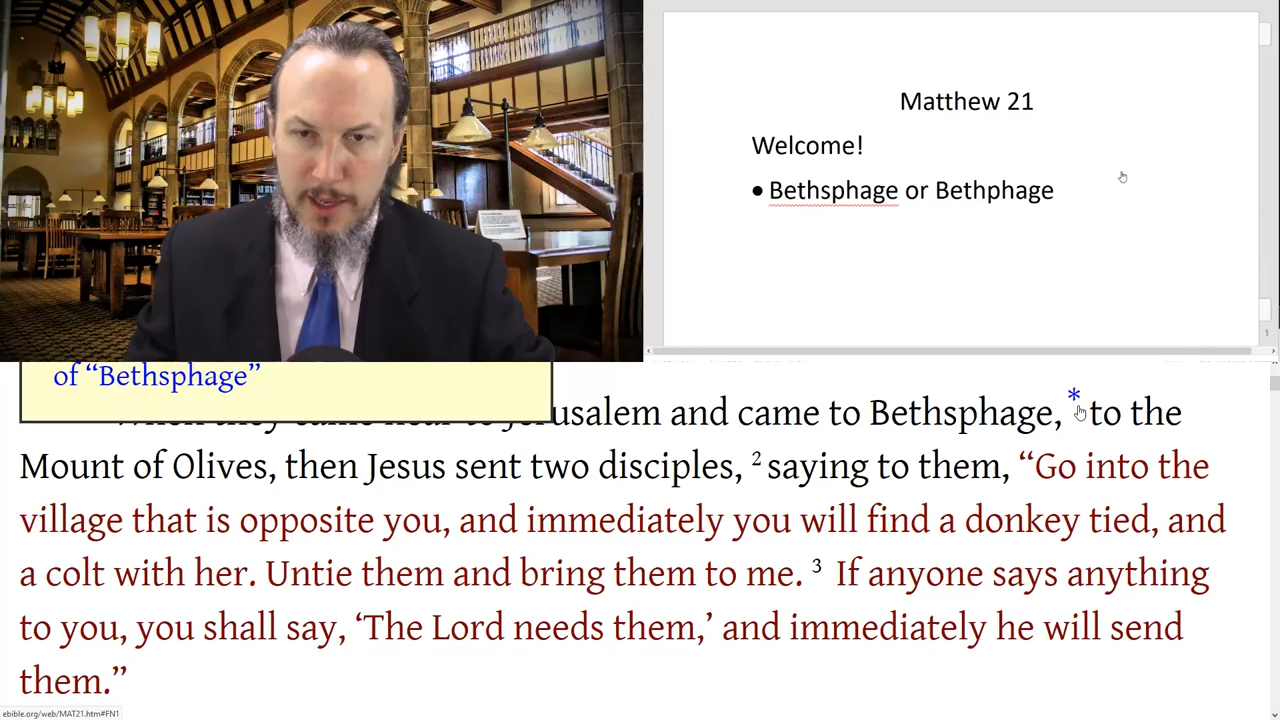 Matthew 21
Welcome!
• Bethsphage or Bethphage
1
of “Bethsphage”
usalem and came to Bethsphage,* to the
Mount of Olives, then Jesus sent two disciples, 2 saying to them, “Go into the
village that is opposite you, and immediately you will find a donkey tied, and
a colt with her. Untie them and bring them to me. 3 If anyone says anything
to you, you shall say, ‘The Lord needs them,’ and immediately he will send
them.”
ebible.org/web/MAT21.htm#FN1